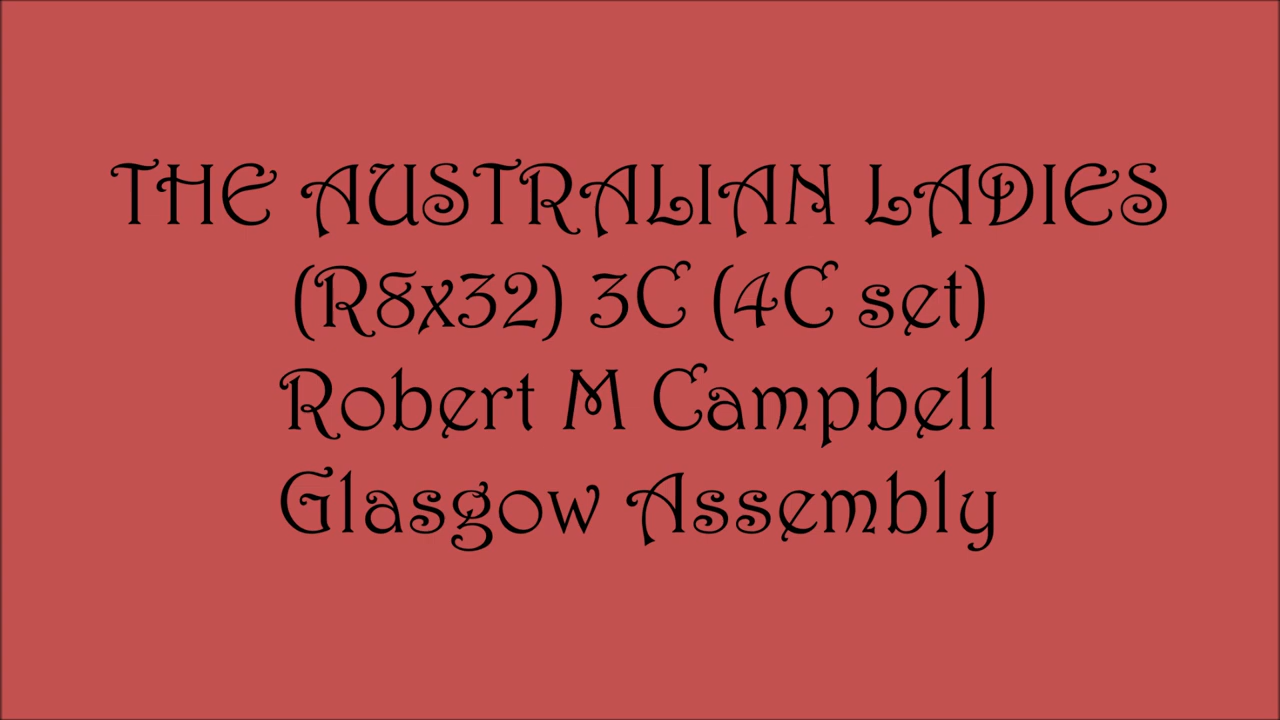 THE AUSTRALIAN LADIES
(R8x32) 3C (4C set)
Robert M Campbell
Glasgow Assembly